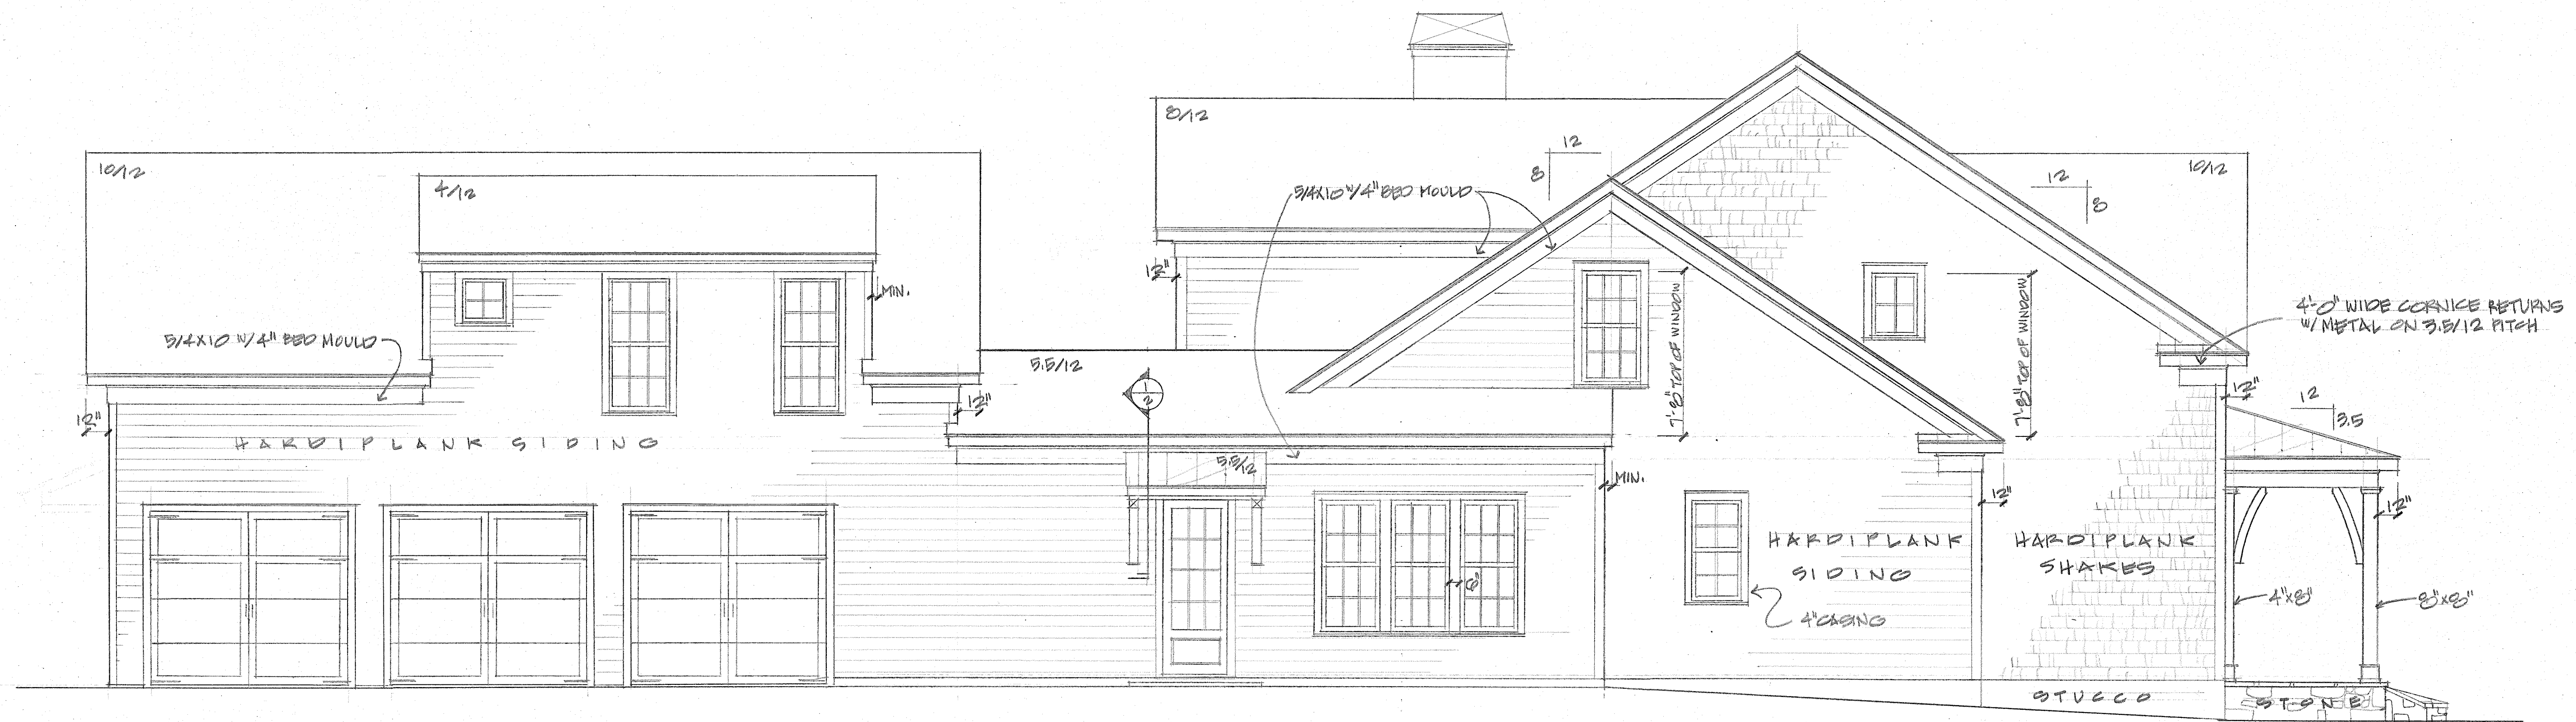 8/12
10/12
4/12
12
8
5/4X10 W/4" BED MOULD
12
8
10/12
12"
MIN.
7'-8" TOP OF WINDOW
7'-8" TOP OF WINDOW
4'-0" WIDE CORNICE RETURNS
W/ METAL ON 3.5/12 PITCH
5/4X10 W/4" BED MOULD
5.5/12
12"
12
3.5
1
2
12"
12"
HARDIPLANK SIDING
5.5/12
MIN.
12"
12"
HARDIPLANK
SIDING
HARDIPLANK
SHAKES
6"
4" CASING
4"X8"
8"X8"
STUCCO
STONE